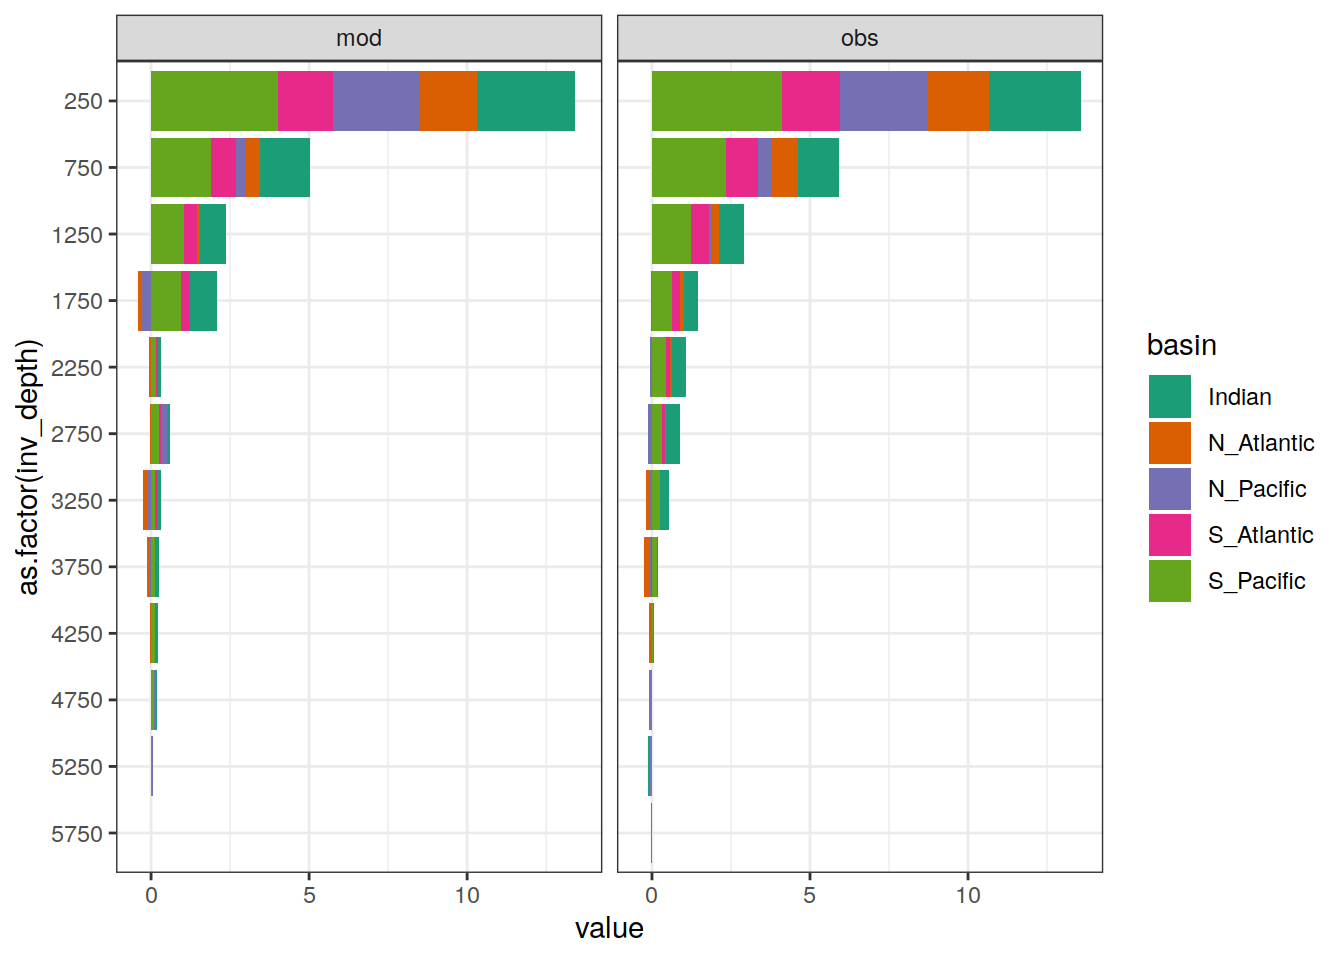 mod obs
250
750
1250
1750
2250
2750
3250
3750
4250
4750
5250
5750
as.factor(inv_depth)
0 5 10 0 5 10
value
basin
Indian
N_Atlantic
N_Pacific
S_Atlantic
S_Pacific